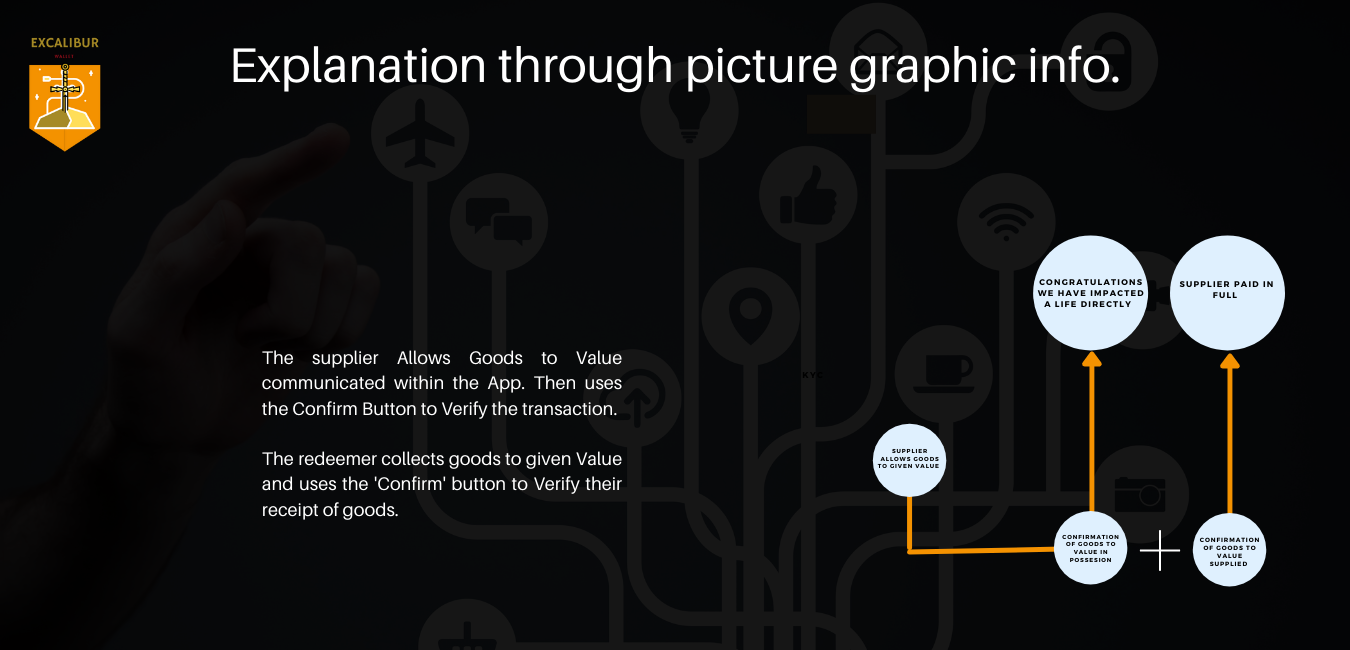 EXCALIBUR
WALLET
Explanation through picture graphic info.
The supplier Allows Goods to Value
communicated within the App. Then uses
the Confirm Button to Verify the transaction.
The redeemer collects goods to given Value
and uses the 'Confirm' button to Verify their
receipt of goods.
KYC
CONGRATULATIONS
WE HAVE IMPACTED
A LIFE DIRECTLY
SUPPLIER PAID IN
FULL
SUPPLIER
ALLOWS GOODS
TO GIVEN VALUE
CONFIRMATION
OF GOODS TO
VALUE IN
POSSESION
CONFIRMATION
OF GOODS TO
VALUE
SUPPLIED